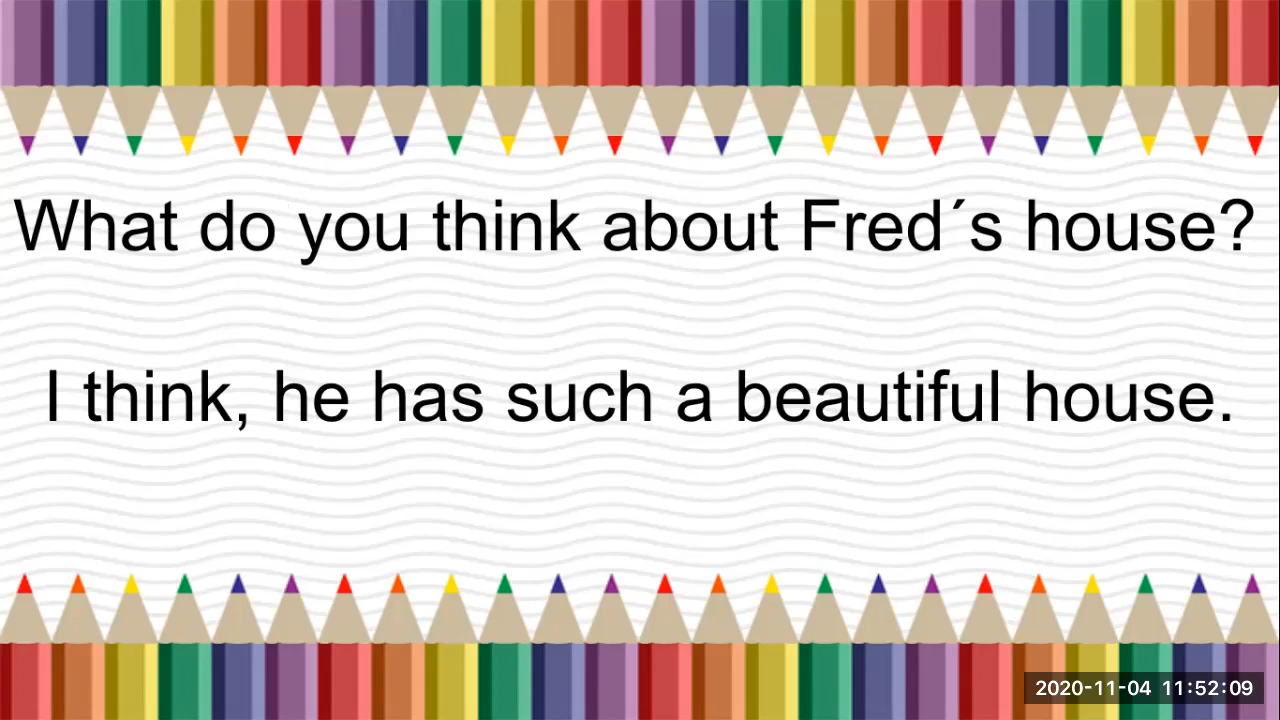 What do you think about Fred´s house?
I think, he has such a beautiful house.
2020-11-04 11:52:09